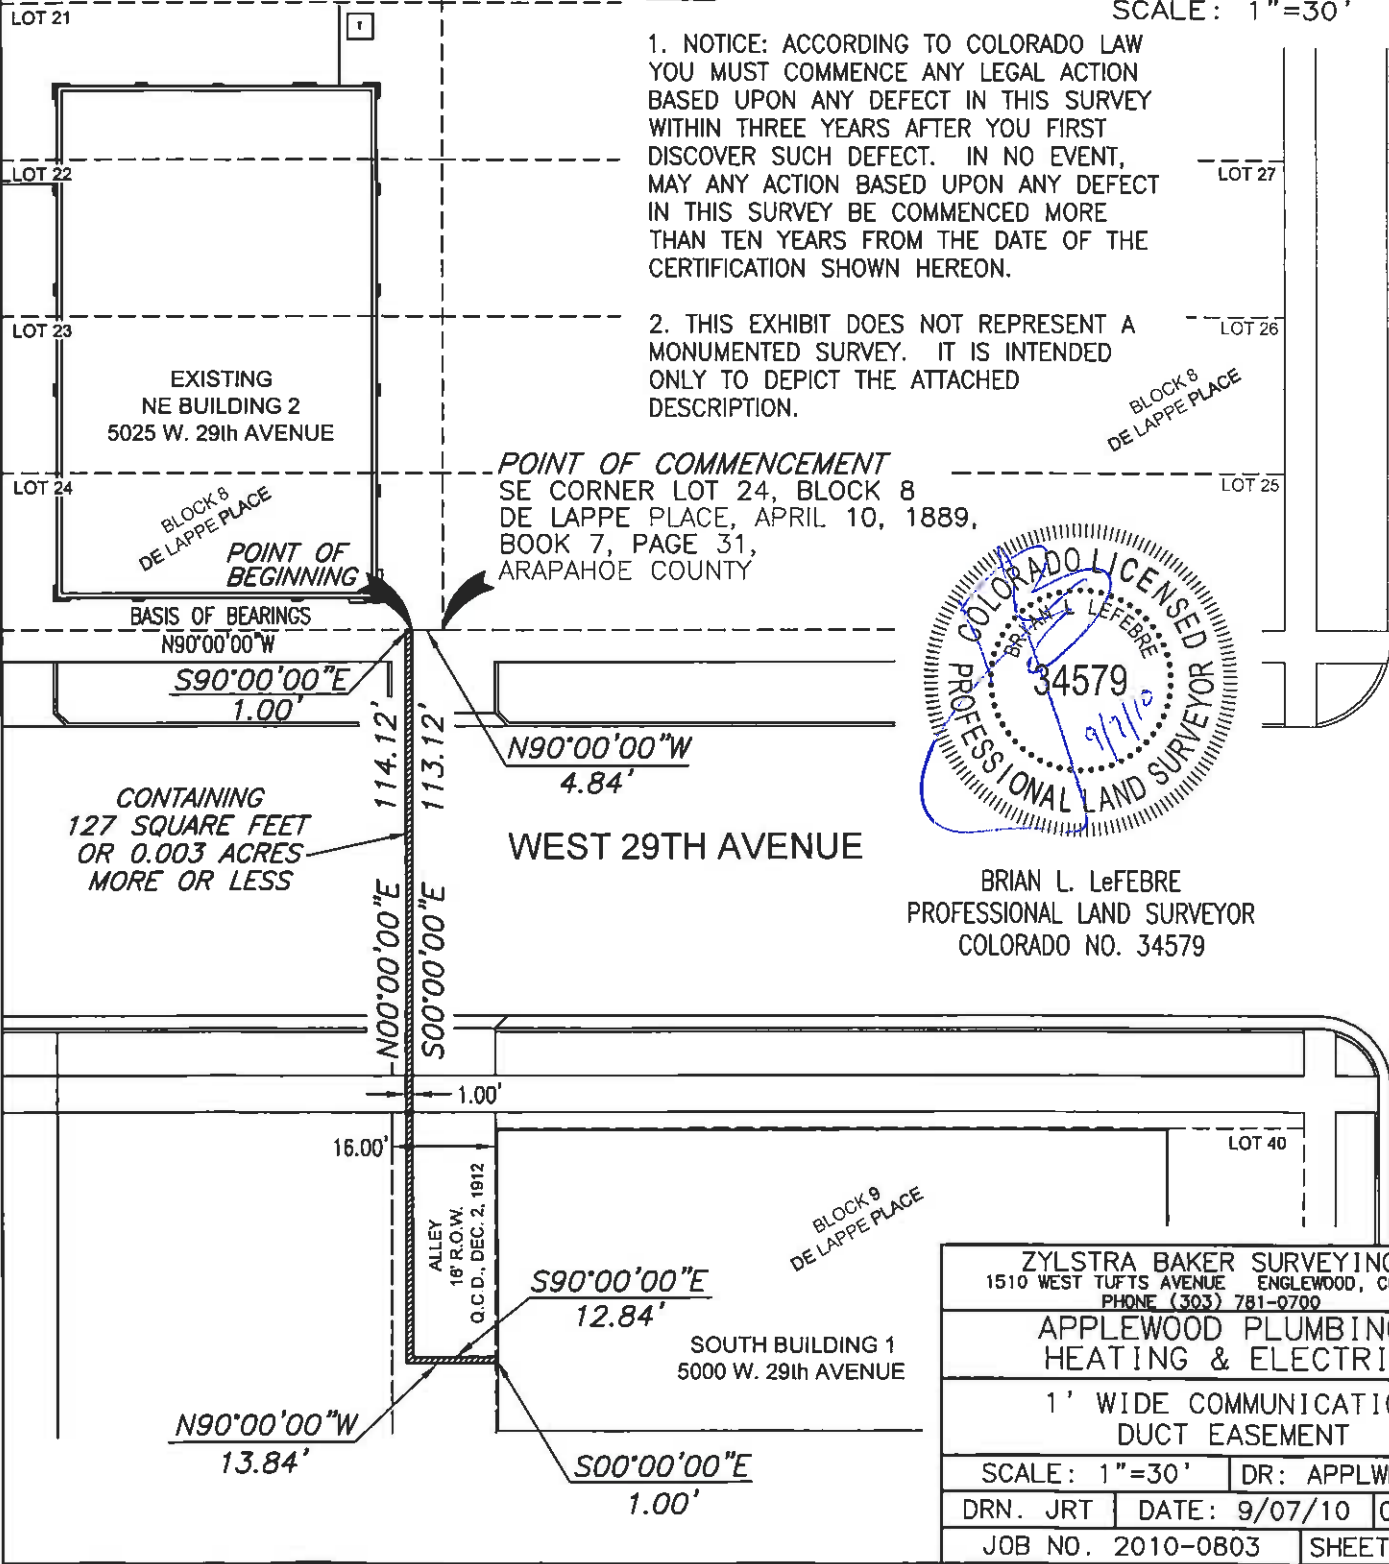 SCALE: 1"=30'
LOT 21
1. NOTICE: ACCORDING TO COLORADO LAW
YOU MUST COMMENCE ANY LEGAL ACTION
BASED UPON ANY DEFECT IN THIS SURVEY
WITHIN THREE YEARS AFTER YOU FIRST
DISCOVER SUCH DEFECT. IN NO EVENT,
MAY ANY ACTION BASED UPON ANY DEFECT
IN THIS SURVEY BE COMMENCED MORE
THAN TEN YEARS FROM THE DATE OF THE
CERTIFICATION SHOWN HEREON.
LOT 22
LOT 27
2. THIS EXHIBIT DOES NOT REPRESENT A
MONUMENTED SURVEY. IT IS INTENDED
ONLY TO DEPICT THE ATTACHED
DESCRIPTION.
LOT 23
LOT 26
EXISTING
NE BUILDING 2
5025 W. 29th AVENUE
BLOCK 8
DE LAPPE PLACE
POINT OF COMMENCEMENT
SE CORNER LOT 24, BLOCK 8
DE LAPPE PLACE, APRIL 10, 1889,
BOOK 7, PAGE 31,
ARAPAHOE COUNTY
LOT 24
LOT 25
BLOCK 8
DE LAPPE PLACE
POINT OF
BEGINNING
BASIS OF BEARINGS
N90°00'00"W
COLORADO LICENSED
BRIAN L LEFEBRE
34579
9/7/10
PROFESSIONAL LAND SURVEYOR
S90°00'00"E
1.00'
114.12'
113.12'
N90°00'00"W
4.84'
CONTAINING
127 SQUARE FEET
OR 0.003 ACRES
MORE OR LESS
WEST 29TH AVENUE
BRIAN L. LeFEBRE
PROFESSIONAL LAND SURVEYOR
COLORADO NO. 34579
N00°00'00"E
S00°00'00"E
1.00'
16.00'
LOT 40
ALLEY
16' R.O.W.
Q.C.D., DEC. 2, 1912
BLOCK 9
DE LAPPE PLACE
S90°00'00"E
12.84'
SOUTH BUILDING 1
5000 W. 29th AVENUE
N90°00'00"W
13.84'
S00°00'00"E
1.00'
ZYLSTRA BAKER SURVEYING
1510 WEST TUFTS AVENUE ENGLEWOOD, C
PHONE (303) 781-0700
APPLEWOOD PLUMBING
HEATING & ELECTRI
1' WIDE COMMUNICATIO
DUCT EASEMENT
SCALE: 1"=30' DR: APPLW
DRN. JRT DATE: 9/07/10
JOB NO. 2010-0803 SHEET